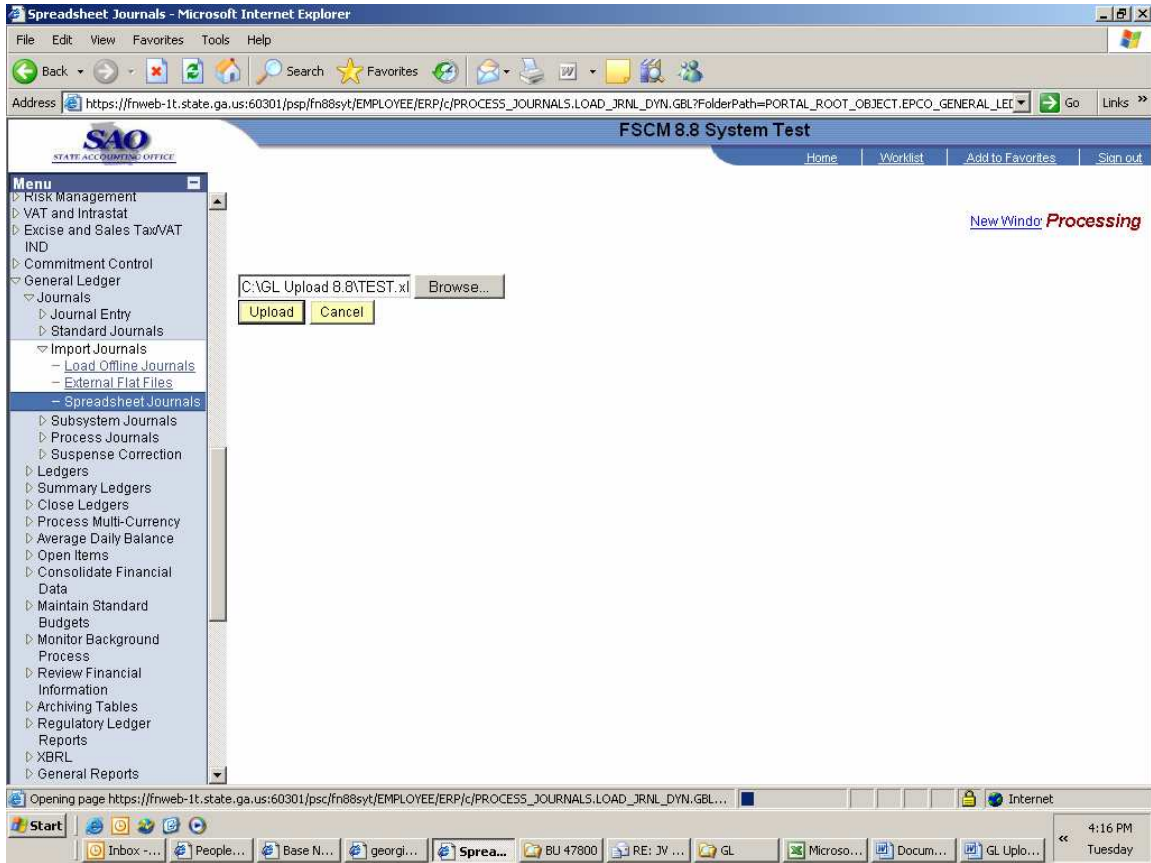 Spreadsheet Journals - Microsoft Internet Explorer
File Edit View Favorites Tools Help
Back Search Favorites
Address https://fnweb-1t.state.ga.us:60301/psp/fn88syt/EMPLOYEE/ERP/c/PROCESS_JOURNALS.LOAD_JRNL_DYN.GBL?FolderPath=PORTAL_ROOT_OBJECT.EPCO_GENERAL_LED Go Links »
SAO
STATE ACCOUNTING OFFICE
FSCM 8.8 System Test
Home Worklist Add to Favorites Sign out
Menu
Risk Management
VAT and Intrastat
Excise and Sales Tax/VAT
IND
Commitment Control
General Ledger
Journals
Journal Entry
Standard Journals
Import Journals
– Load Offline Journals
– External Flat Files
– Spreadsheet Journals
Subsystem Journals
Process Journals
Suspense Correction
Ledgers
Summary Ledgers
Close Ledgers
Process Multi-Currency
Average Daily Balance
Open Items
Consolidate Financial
Data
Maintain Standard
Budgets
Monitor Background
Process
Review Financial
Information
Archiving Tables
Regulatory Ledger
Reports
XBRL
General Reports
New Windo Processing
C:\GL Upload 8.8\TEST.xl Browse...
Upload Cancel
Opening page https://fnweb-1t.state.ga.us:60301/psc/fn88syt/EMPLOYEE/ERP/c/PROCESS_JOURNALS.LOAD_JRNL_DYN.GBL... Internet
Start « 4:16 PM
Inbox -... People... Base N... georgi... Sprea... BU 47800 RE: JV ... GL Microso... Docum... GL Uplo... Tuesday